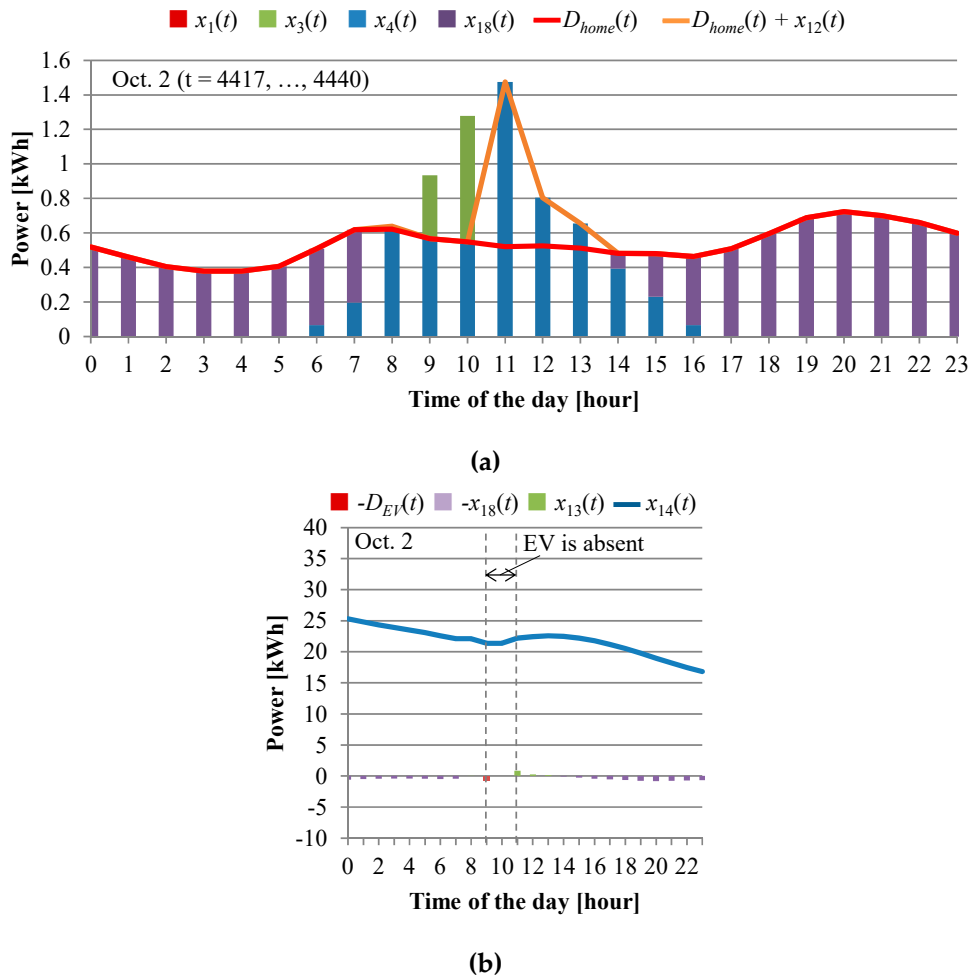 x1(t) x3(t) x4(t) x18(t) Dhome(t) Dhome(t) + x12(t)
Oct. 2 (t = 4417, …, 4440)
Power [kWh]
1.6
1.4
1.2
1
0.8
0.6
0.4
0.2
0
0 1 2 3 4 5 6 7 8 9 10 11 12 13 14 15 16 17 18 19 20 21 22 23
Time of the day [hour]
(a)
-DEV(t) -x18(t) x13(t) x14(t)
Oct. 2
EV is absent
Power [kWh]
40
35
30
25
20
15
10
5
0
-5
-10
0 2 4 6 8 10 12 14 16 18 20 22
Time of the day [hour]
(b)